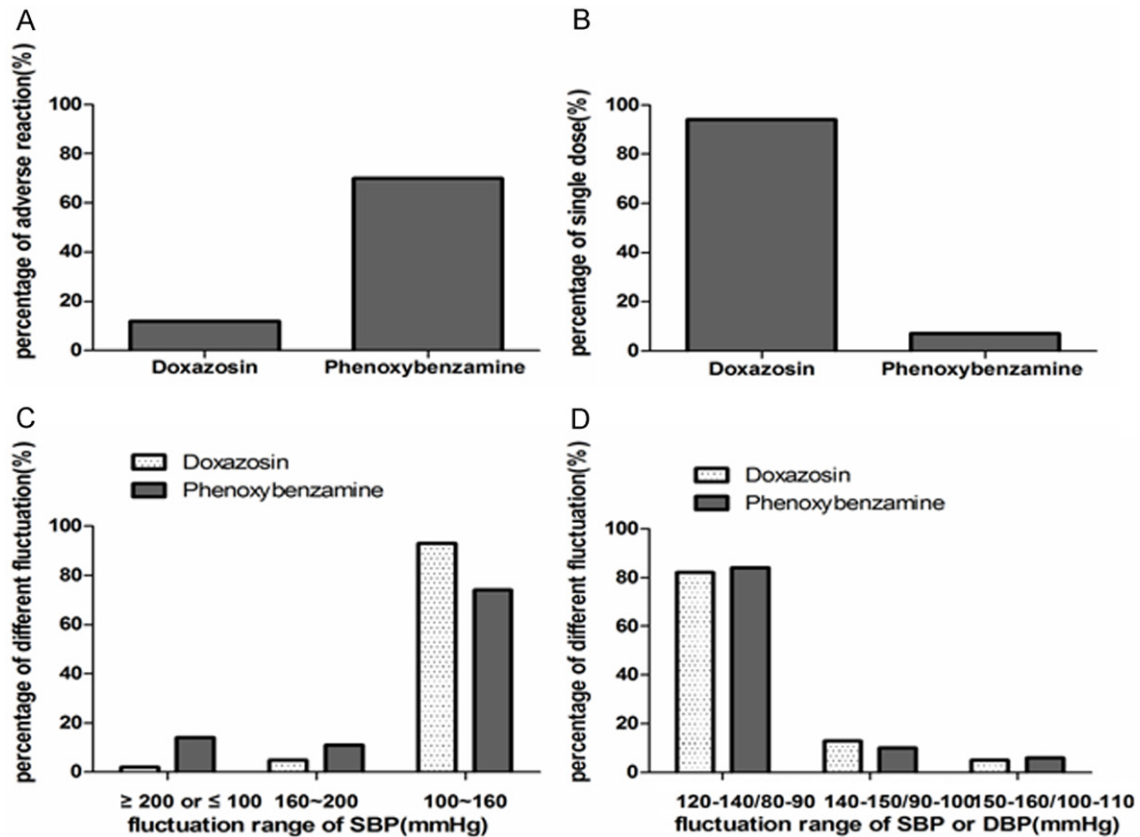 A
percentage of adverse reaction(%)
100
80
60
40
20
0
Doxazosin Phenoxybenzamine
B
percentage of single dose(%)
100
80
60
40
20
0
Doxazosin Phenoxybenzamine
C
Doxazosin
Phenoxybenzamine
percentage of different fluctuation(%)
100
80
60
40
20
0
≥ 200 or ≤ 100 160~200 100~160
fluctuation range of SBP(mmHg)
D
Doxazosin
Phenoxybenzamine
percentage of different fluctuation(%)
100
80
60
40
20
0
120-140/80-90 140-150/90-100 150-160/100-110
fluctuation range of SBP or DBP(mmHg)